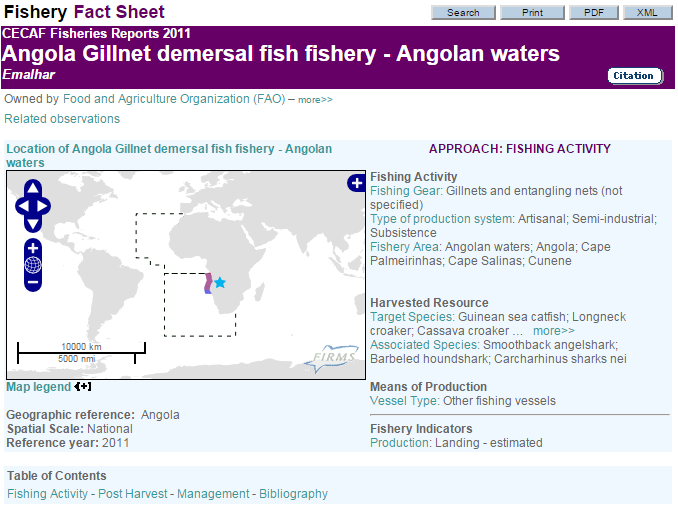 Fishery Fact Sheet
Search
Print
PDF
XML
CECAF Fisheries Reports 2011
Angola Gillnet demersal fish fishery - Angolan waters
Emalhar
Citation
Owned by Food and Agriculture Organization (FAO) – more>>
Related observations
Location of Angola Gillnet demersal fish fishery - Angolan
waters
10000 km
5000 nmi
FIRMS
Map legend [+]
Geographic reference: Angola
Spatial Scale: National
Reference year: 2011
APPROACH: FISHING ACTIVITY
Fishing Activity
Fishing Gear: Gillnets and entangling nets (not
specified)
Type of production system: Artisanal; Semi-industrial;
Subsistence
Fishery Area: Angolan waters; Angola; Cape
Palmeirinhas; Cape Salinas; Cunene
Harvested Resource
Target Species: Guinean sea catfish; Longneck
croaker; Cassava croaker ... more>>
Associated Species: Smoothback angelshark;
Barbeled houndshark; Carcharhinus sharks nei
Means of Production
Vessel Type: Other fishing vessels
Fishery Indicators
Production: Landing - estimated
Table of Contents
Fishing Activity - Post Harvest - Management - Bibliography